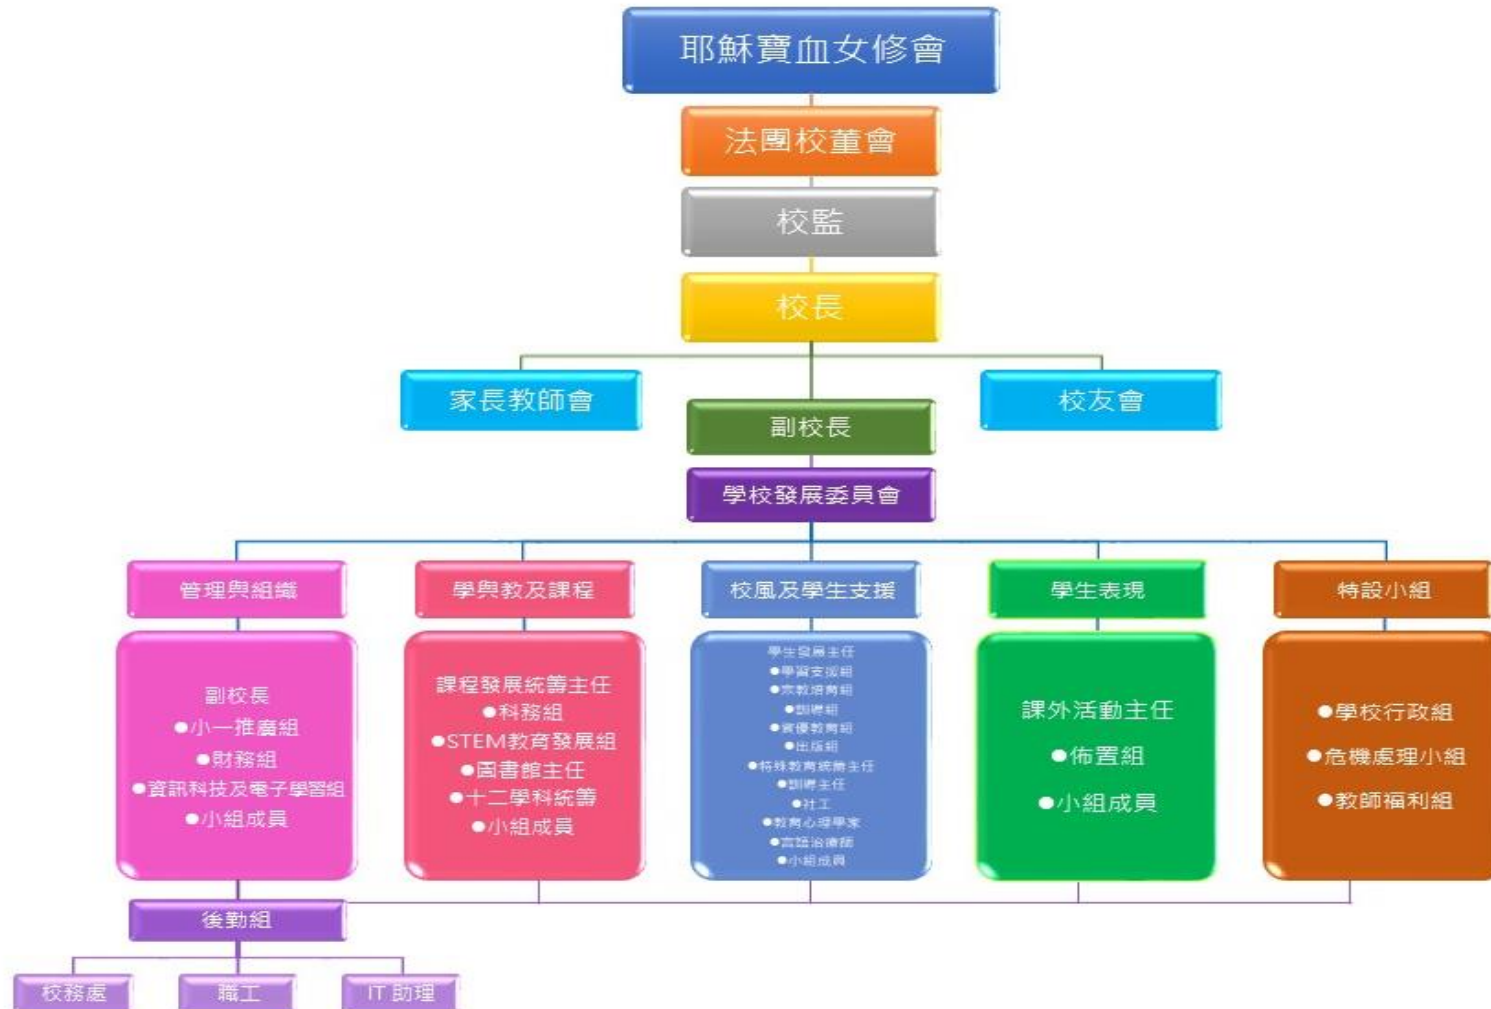 耶穌寶血女修會
法團校董會
校監
校長
家長教師會
校友會
副校長
學校發展委員會
管理與組織
學與教及課程
校風及學生支援
學生表現
特設小組
副校長
●小一推廣組
●財務組
●資訊科技及電子學習組
●小組成員
課程發展統籌主任
●科務組
●STEM教育發展組
●圖書館主任
●十二學科統籌
●小組成員
學生發展主任
●學習支援組
●宗教培育組
●訓導組
●資優教育組
●出版組
●特殊教育統籌主任
●訓導主任
●社工
●教育心理學家
●言語治療師
●小組成員
課外活動主任
●佈置組
●小組成員
●學校行政組
●危機處理小組
●教師福利組
後勤組
校務處
職工
IT 助理